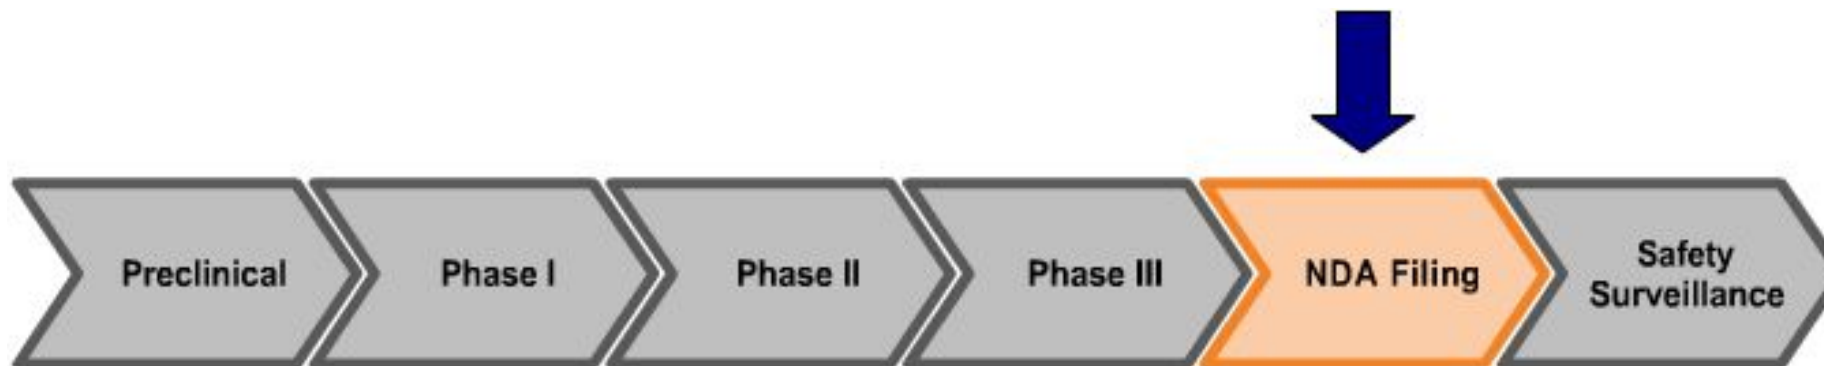 Preclinical
Phase I
Phase II
Phase III
NDA Filing
Safety
Surveillance